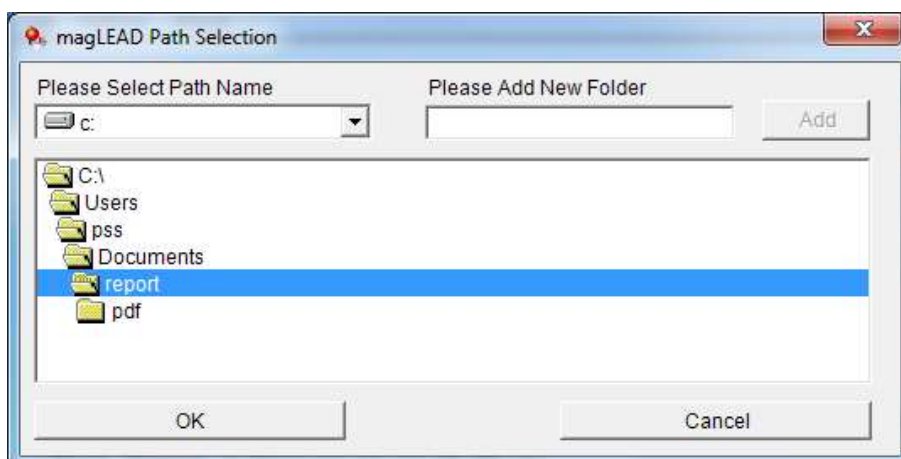 magLEAD Path Selection
Please Select Path Name
Please Add New Folder
c:
Add
C:\
Users
pss
Documents
report
pdf
OK
Cancel